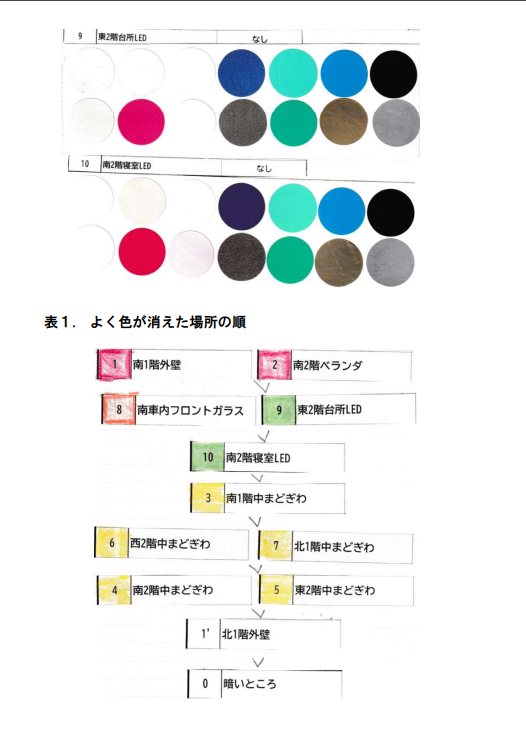 9 東2階台所LED なし
10 南2階寝室LED なし
表1. よく色が消えた場所の順
1 南1階外壁 2 南2階ベランダ
8 南車内フロントガラス 9 東2階台所LED
10 南2階寝室LED
3 南1階中まどぎわ
6 西2階中まどぎわ 7 北1階中まどぎわ
4 南2階中まどぎわ 5 東2階中まどぎわ
1' 北1階外壁
0 暗いところ